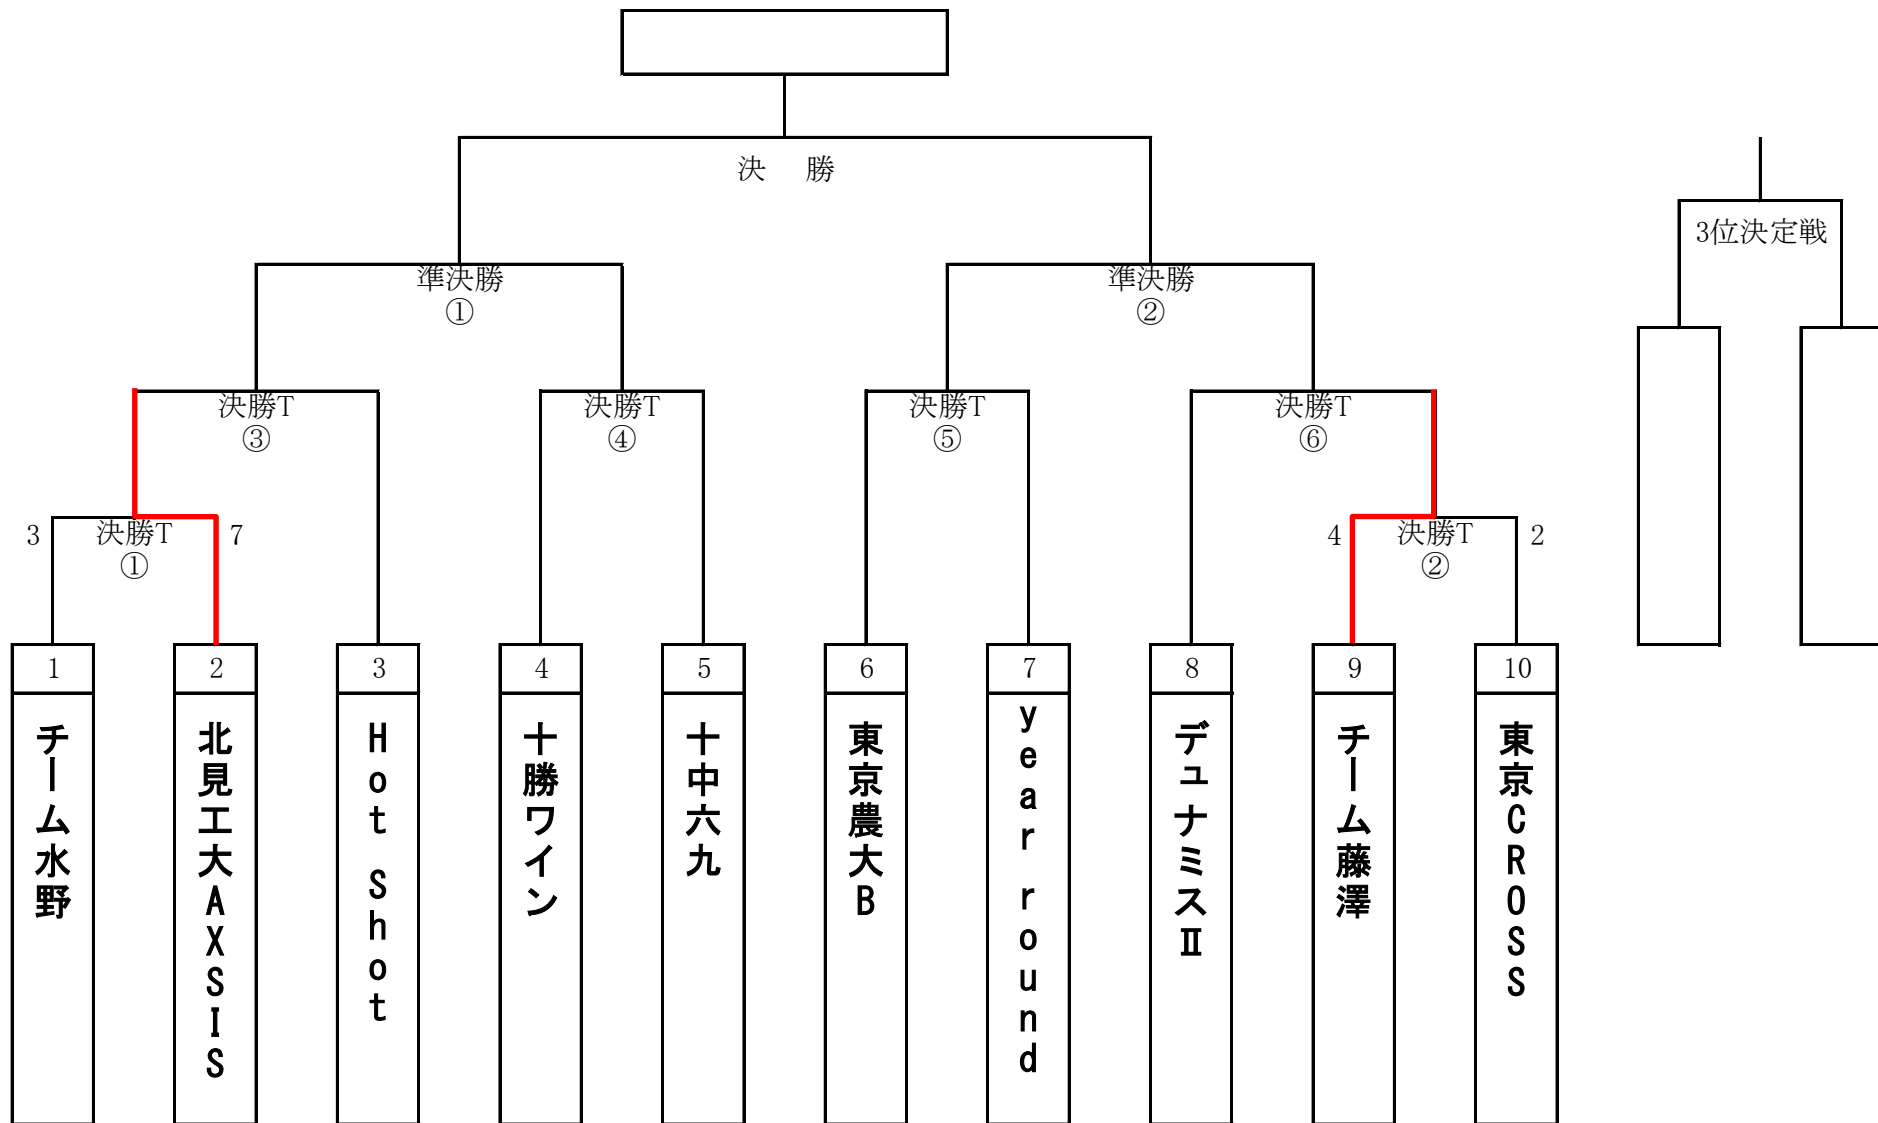 決 勝
3位決定戦
準決勝
①
準決勝
②
決勝T
③
決勝T
④
決勝T
⑤
決勝T
⑥
3
決勝T
①
7
4
決勝T
②
2
1
2
3
4
5
6
7
8
9
10
チーム水野
北見工大AXSIS
Hot Shot
十勝ワイン
十中六九
東京農大B
year round
デュナミスⅡ
チーム藤澤
東京CROSS